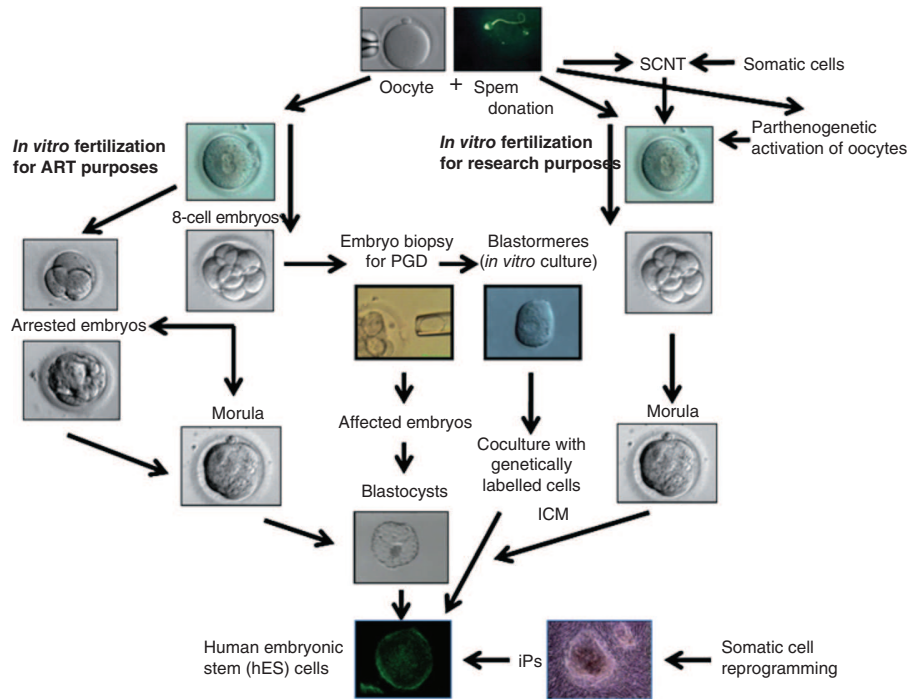 Oocyte + Spem donation
SCNT
Somatic cells
Parthenogenetic
activation of oocytes
In vitro fertilization
for ART purposes
In vitro fertilization
for research purposes
8-cell embryos
Embryo biopsy
for PGD
Blastormeres
(in vitro culture)
Arrested embryos
Morula
Affected embryos
Blastocysts
Coculture with
genetically
labelled cells
ICM
Morula
Human embryonic
stem (hES) cells
iPs
Somatic cell
reprogramming